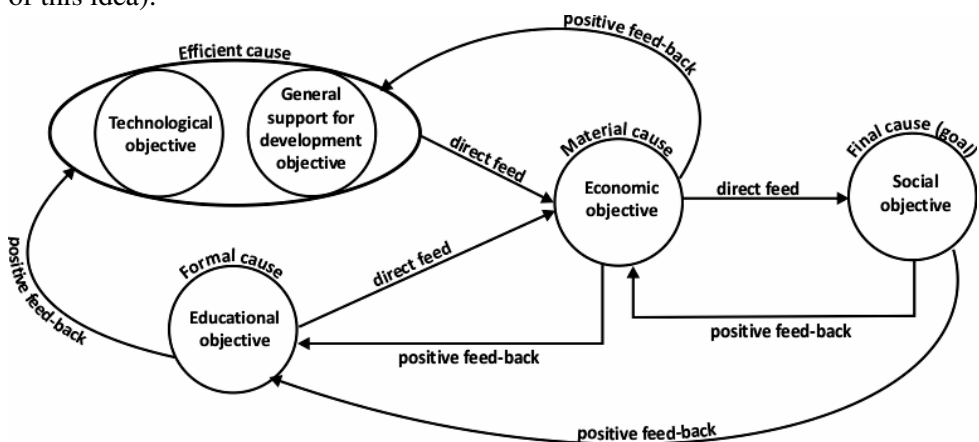 of this idea).
Efficient cause
positive feed-back
Technological
objective
General
support for
development
objective
direct feed
Material cause
Economic
objective
direct feed
Final cause (goal)
Social
objective
positive feed-back
Formal cause
Educational
objective
direct feed
positive feed-back
positive feed-back
positive feed-back